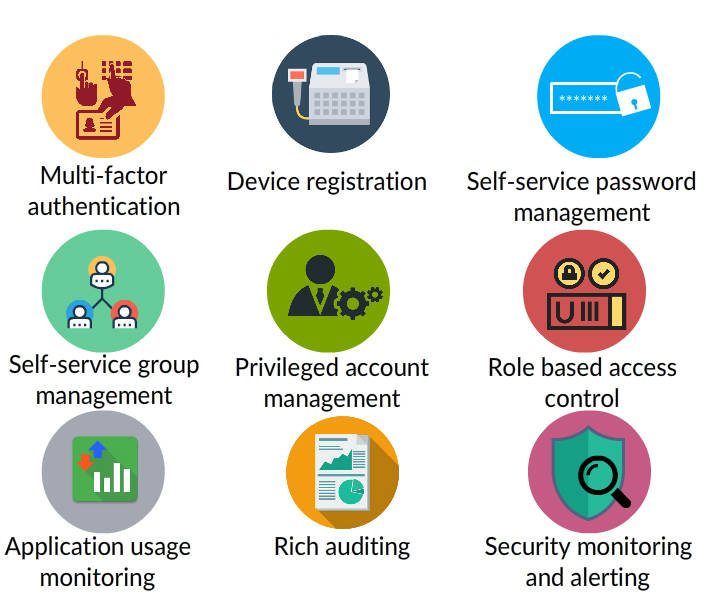 *******
Multi-factor
authentication
Device registration
Self-service password
management
Self-service group
management
Privileged account
management
Role based access
control
Application usage
monitoring
Rich auditing
Security monitoring
and alerting